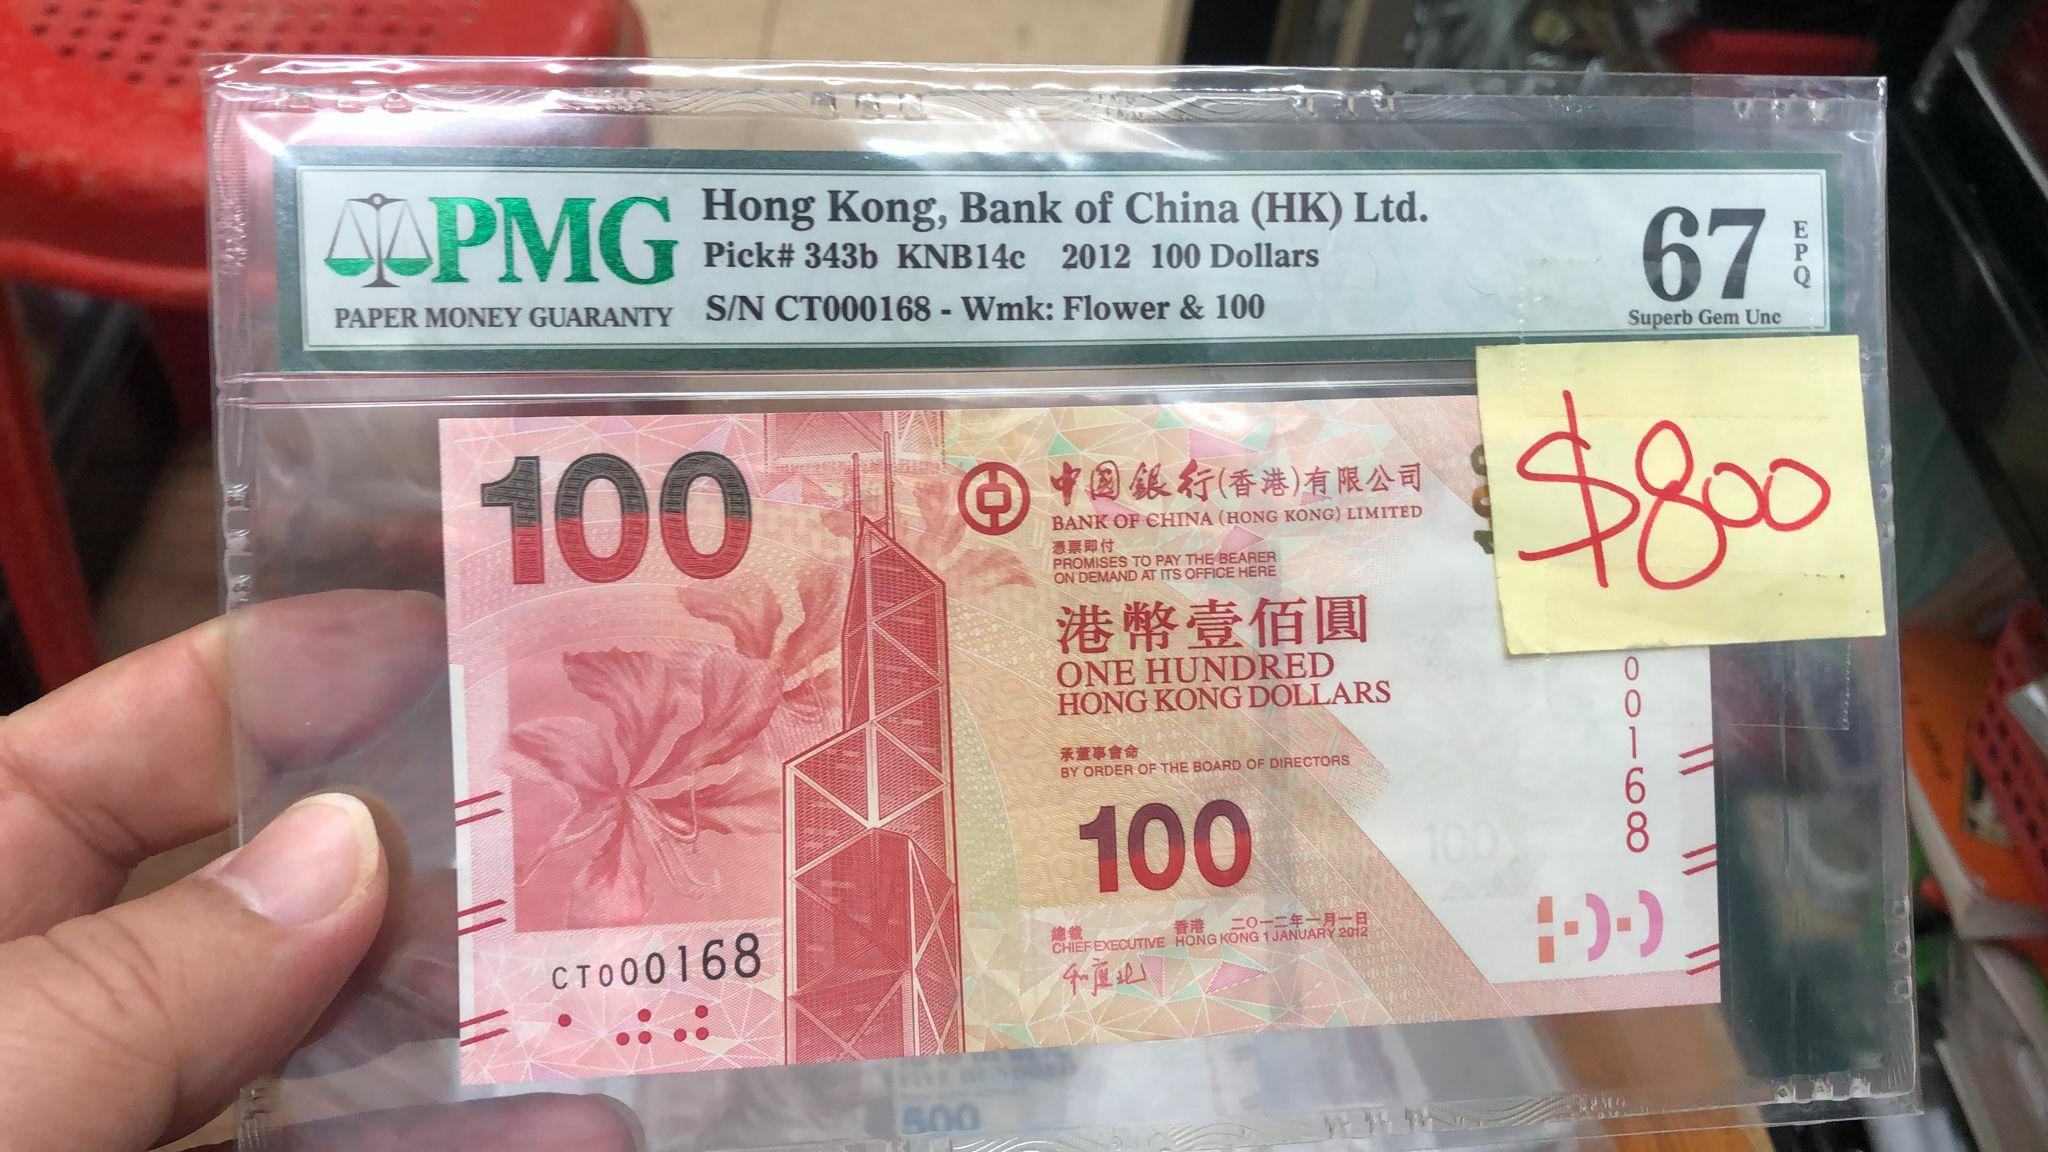 PMG
PAPER MONEY GUARANTY
Hong Kong, Bank of China (HK) Ltd.
Pick# 343b KNB14c 2012 100 Dollars
S/N CT000168 - Wmk: Flower & 100
67
EPQ
Superb Gem Unc
$800
100
中國銀行(香港)有限公司
BANK OF CHINA (HONG KONG) LIMITED
憑票即付
PROMISES TO PAY THE BEARER
ON DEMAND AT ITS OFFICE HERE
港幣壹佰圓
ONE HUNDRED
HONG KONG DOLLARS
承董事會命
BY ORDER OF THE BOARD OF DIRECTORS
100
總裁 香港 二〇一二年一月一日
CHIEF EXECUTIVE HONG KONG 1 JANUARY 2012
CT000168
00168
100
500